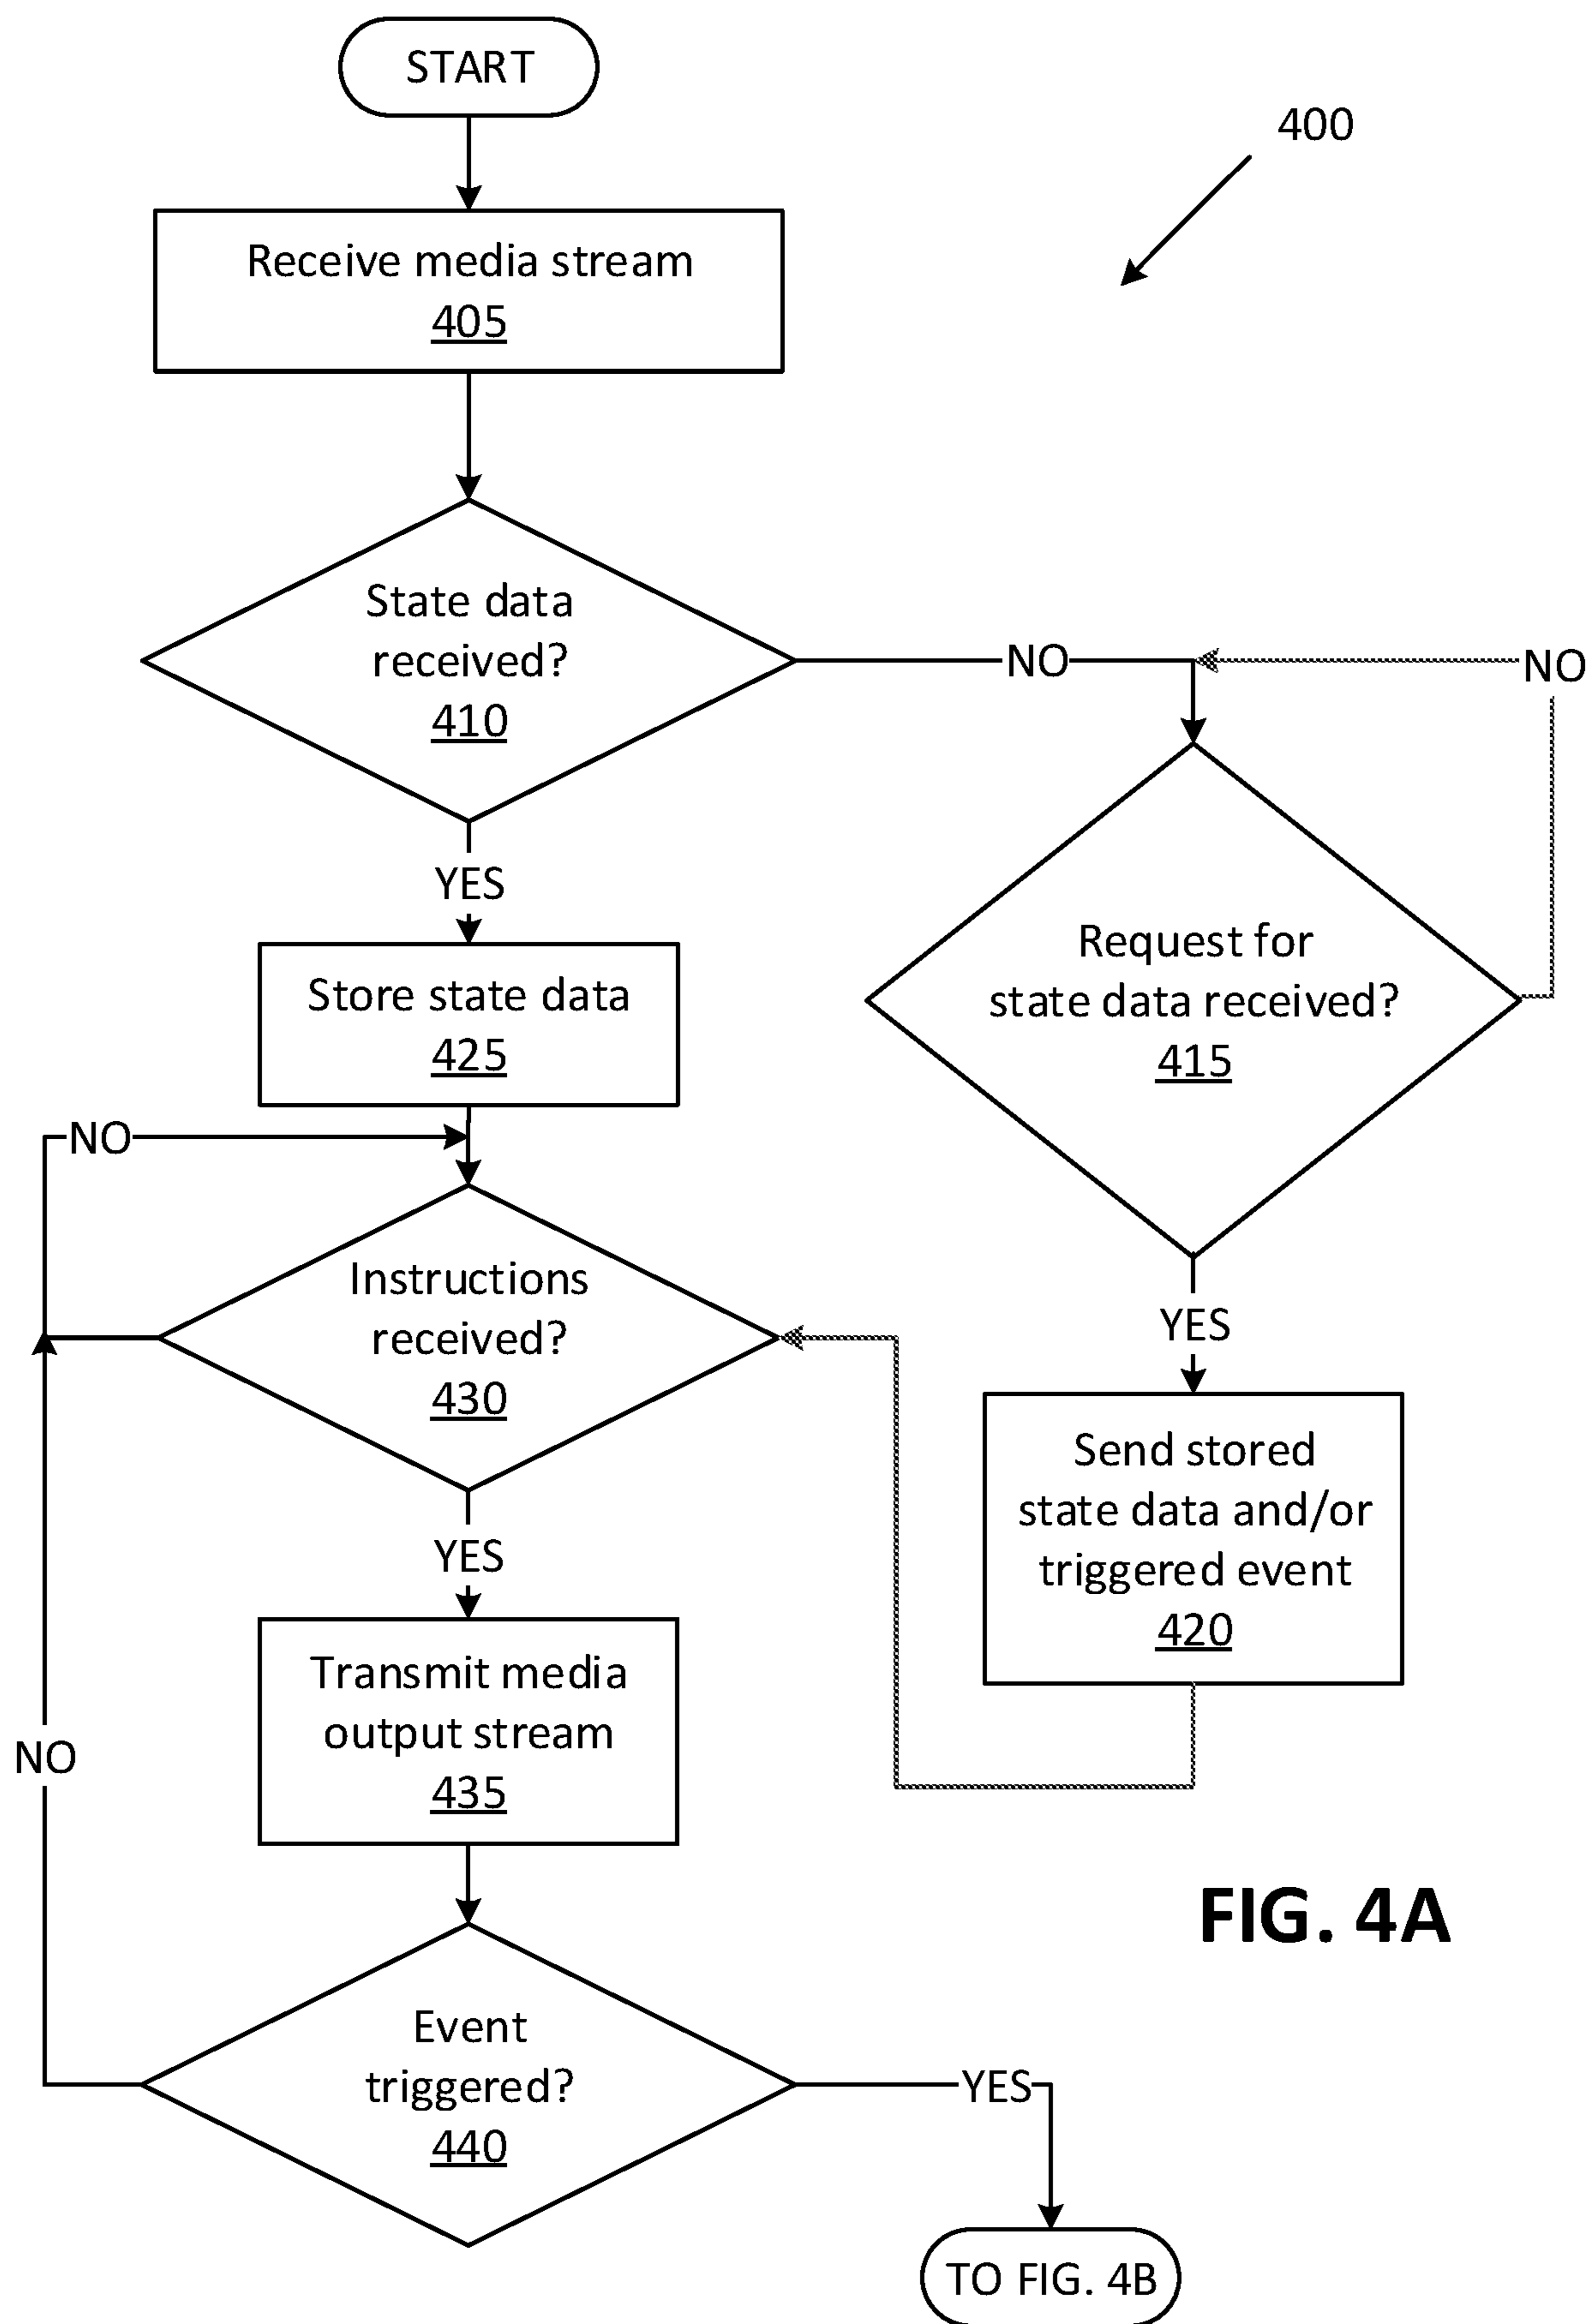 START
400
Receive media stream
405
State data
received?
410
NO
NO
YES
Request for
state data received?
415
Store state data
425
NO
Instructions
received?
430
YES
YES
Send stored
state data and/or
triggered event
420
Transmit media
output stream
435
NO
FIG. 4A
Event
triggered?
440
YES
TO FIG. 4B